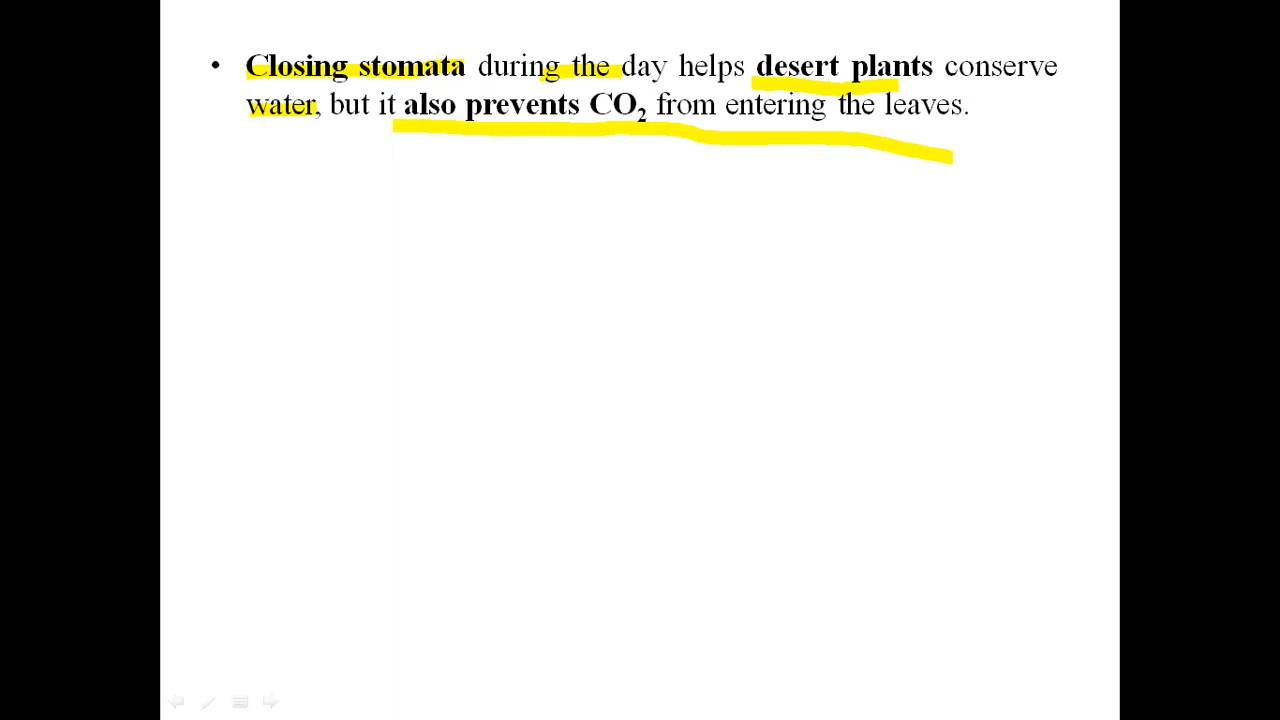 • Closing stomata during the day helps desert plants conserve
water, but it also prevents CO₂ from entering the leaves.